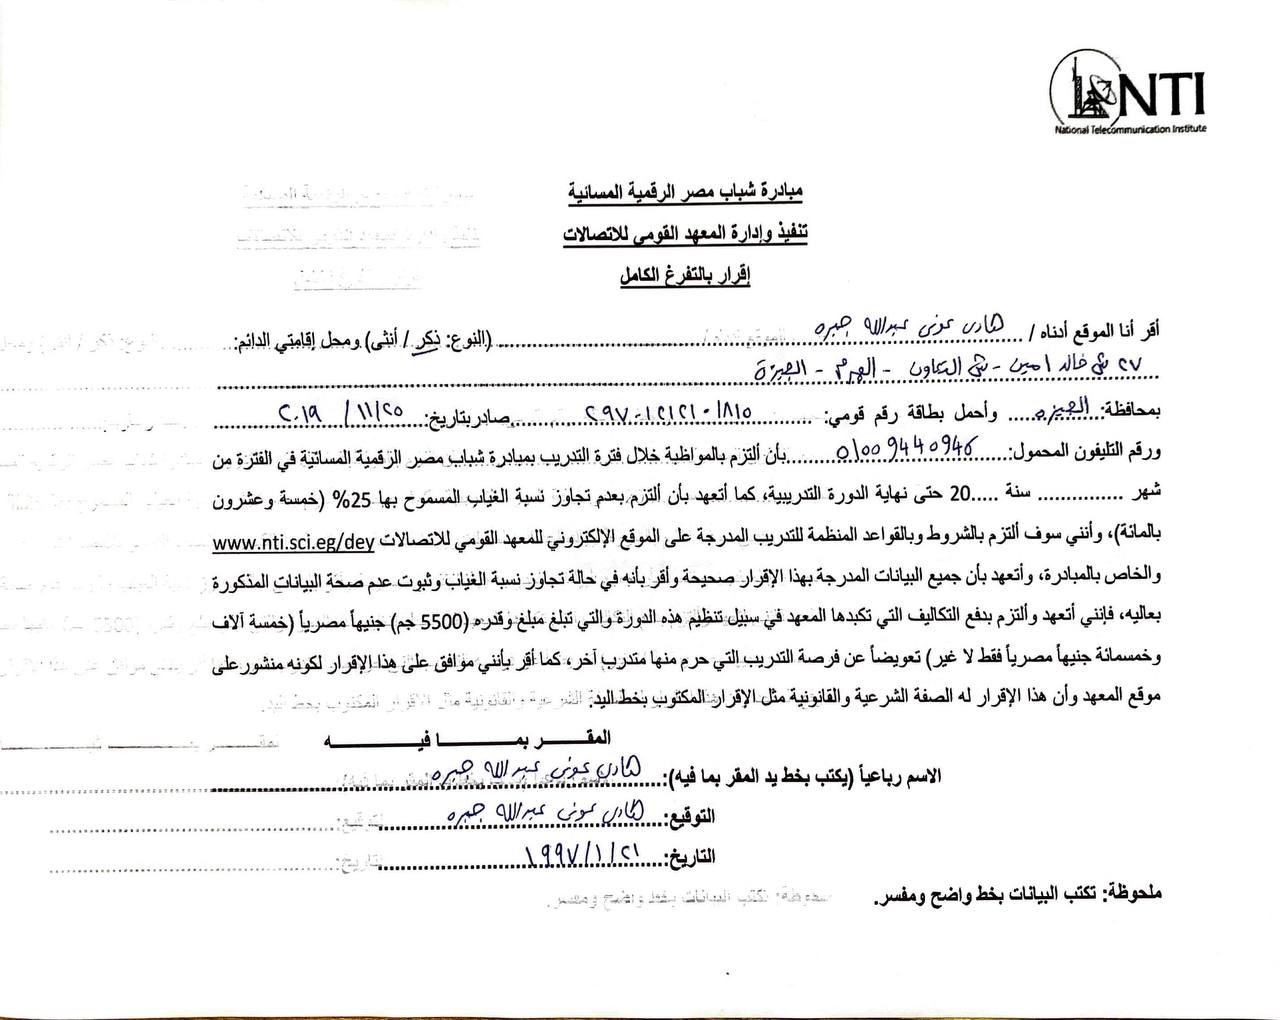 NTI
National Telecommunication Institute
مبادرة شباب مصر الرقمية المسائية
تنفيذ وإدارة المعهد القومي للاتصالات
إقرار بالتفرغ الكامل
أقر أنا الموقع أدناه / عونى عبدالله جبره (النوع: ذكر / أنثى) ومحل إقامتي الدائم:
٢٧ ش خالد امين - ش التعاون - الهرم - الجيزة
بمحافظة: الجيزه وأحمل بطاقة رقم قومي: صادر بتاريخ: ٢٠١٩/١١/٢٥
ورقم التليفون المحمول: 01009440946 بأن ألتزم بالمواظبة خلال فترة التدريب بمبادرة شباب مصر الرقمية المسائية في الفترة من
شهر .............. سنة .....20 حتى نهاية الدورة التدريبية، كما أتعهد بأن ألتزم بعدم تجاوز نسبة الغياب المسموح بها 25% (خمسة وعشرون
بالمائة)، وأنني سوف ألتزم بالشروط وبالقواعد المنظمة للتدريب المدرجة على الموقع الإلكتروني للمعهد القومي للاتصالات www.nti.sci.eg/dey
والخاص بالمبادرة، وأتعهد بأن جميع البيانات المدرجة بهذا الإقرار صحيحة وأقر بأنه في حالة تجاوز نسبة الغياب وثبوت عدم صحة البيانات المذكورة
بعاليه، فإنني أتعهد وألتزم بدفع التكاليف التي تكبدها المعهد في سبيل تنظيم هذه الدورة والتي تبلغ مبلغ وقدره (5500 جم) جنيهاً مصرياً (خمسة آلاف
وخمسمائة جنيهاً مصرياً فقط لا غير) تعويضاً عن فرصة التدريب التي حرم منها متدرب آخر، كما أقر بأنني موافق على هذا الإقرار لكونه منشور على
موقع المعهد وأن هذا الإقرار له الصفة الشرعية والقانونية مثل الإقرار المكتوب بخط اليد.
المقـــر بمـــا فيـــه
الاسم رباعياً (يكتب بخط يد المقر بما فيه): عونى عبدالله جبره
التوقيع: عونى عبدالله جبره
التاريخ: ١٩٩٧/١/٢١
ملحوظة: تكتب البيانات بخط واضح ومفسر.